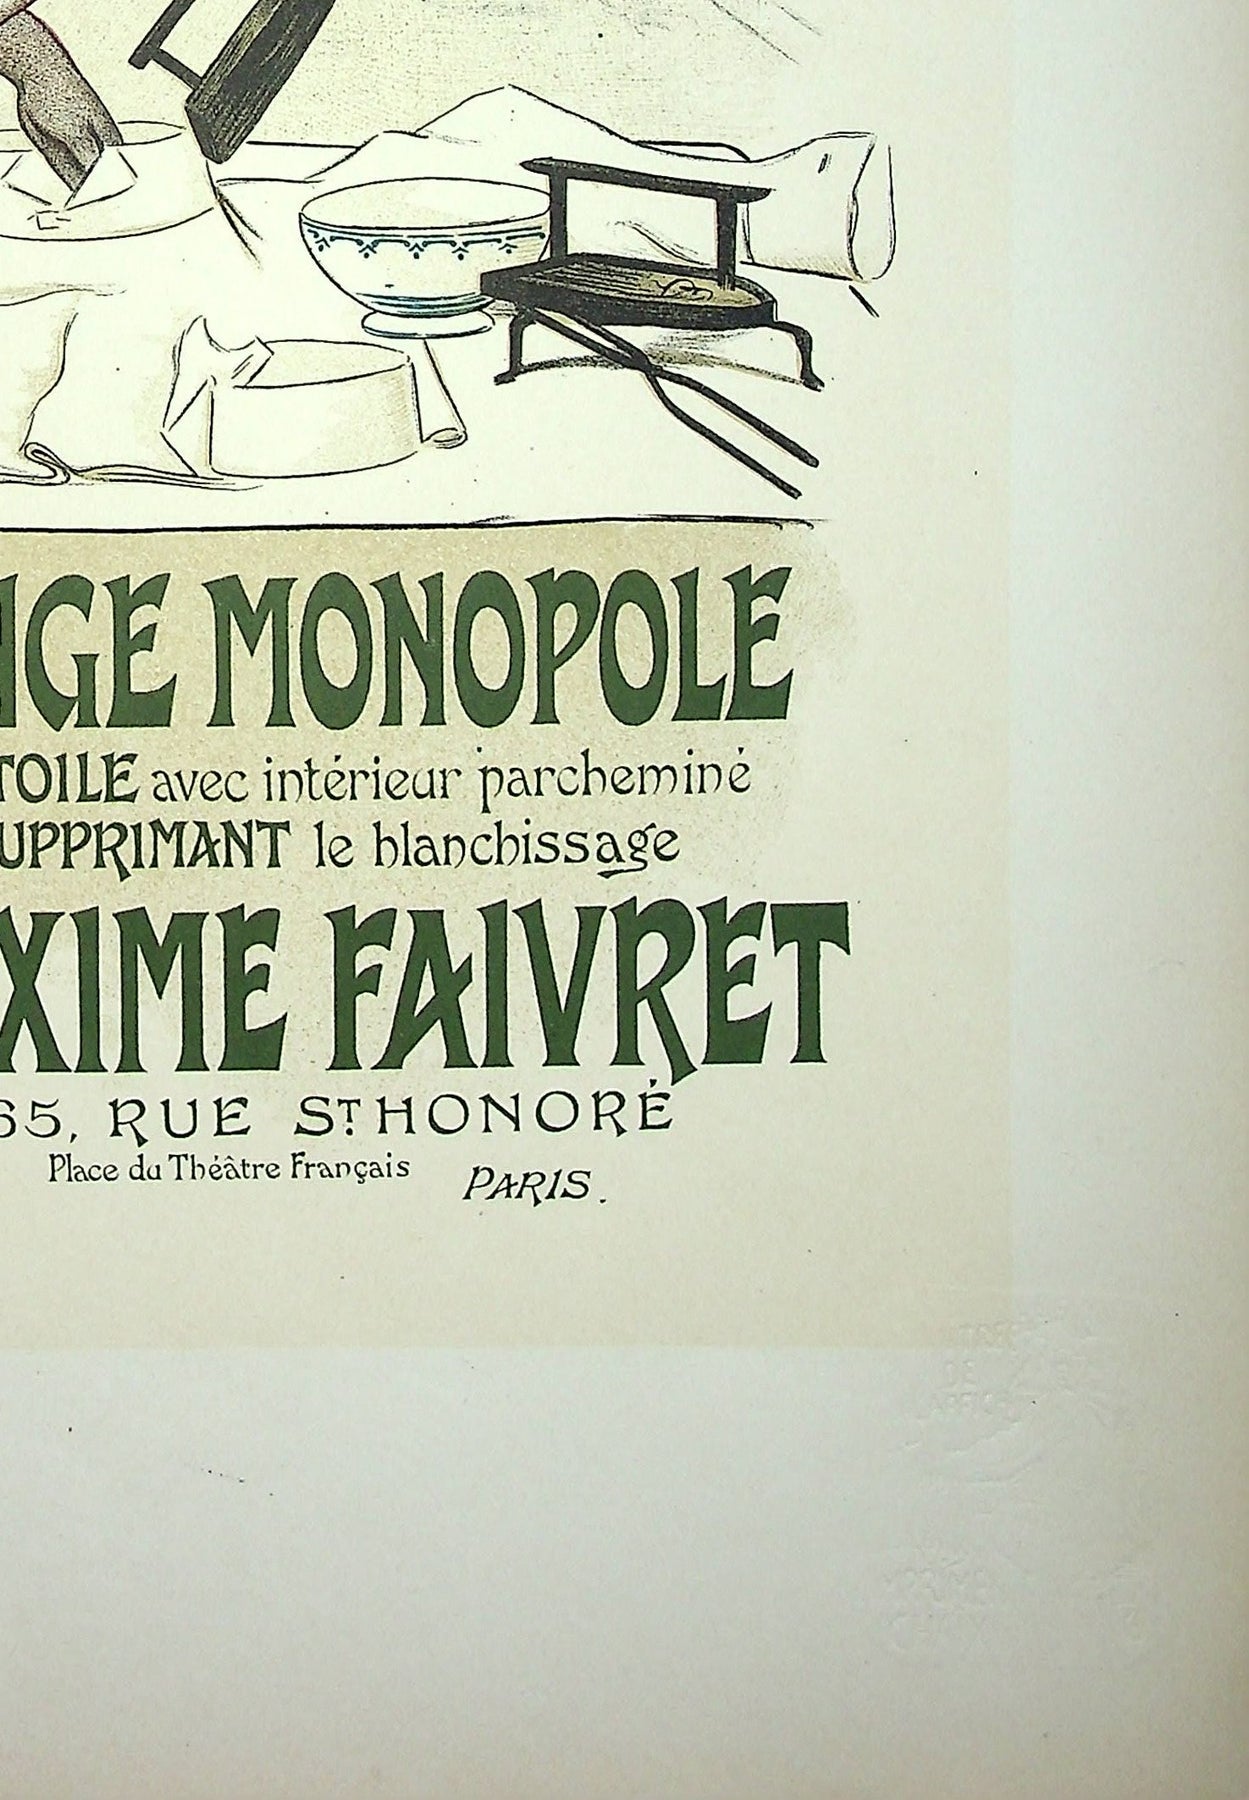 NGE MONOPOLE
TOILE avec intérieur parcheminé
UPPRIMANT le blanchissage
XIME FAIVRET
65, RUE ST HONORÉ
Place du Théâtre Français
PARIS.